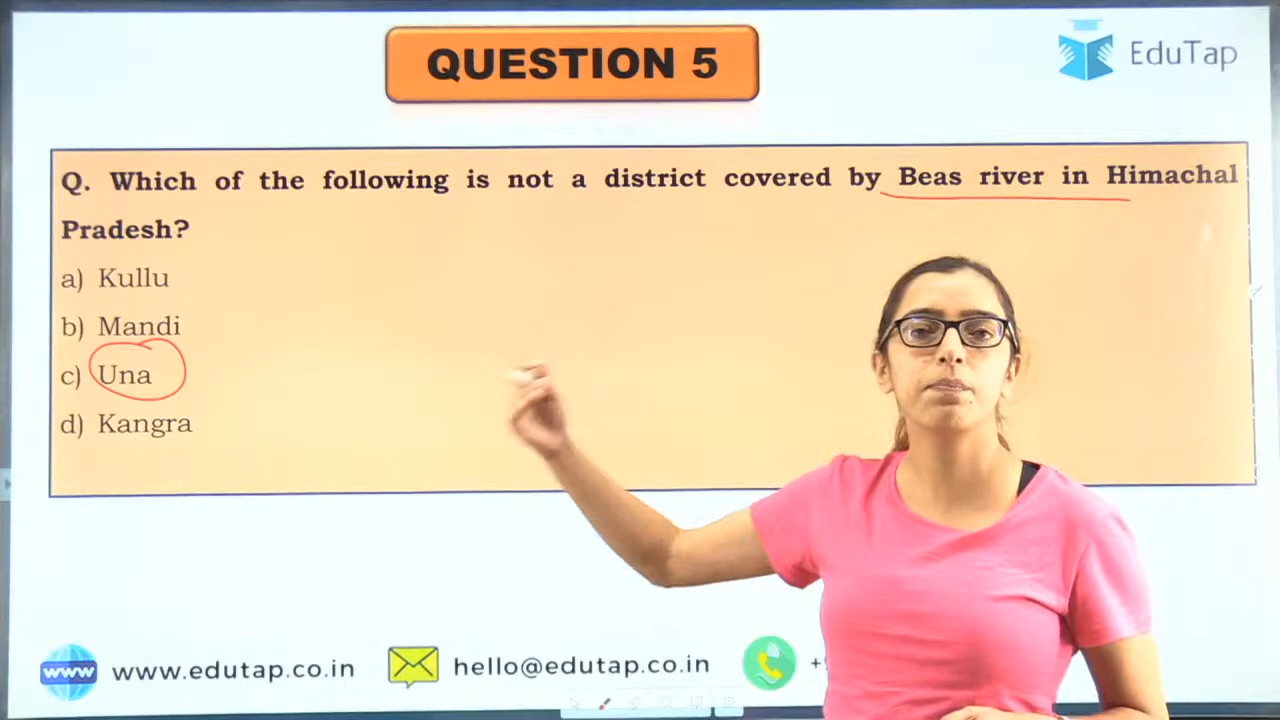 QUESTION 5
EduTap
Q. Which of the following is not a district covered by Beas river in Himachal
Pradesh?
a) Kullu
b) Mandi
c) Una
d) Kangra
www
www.edutap.co.in
hello@edutap.co.in
+